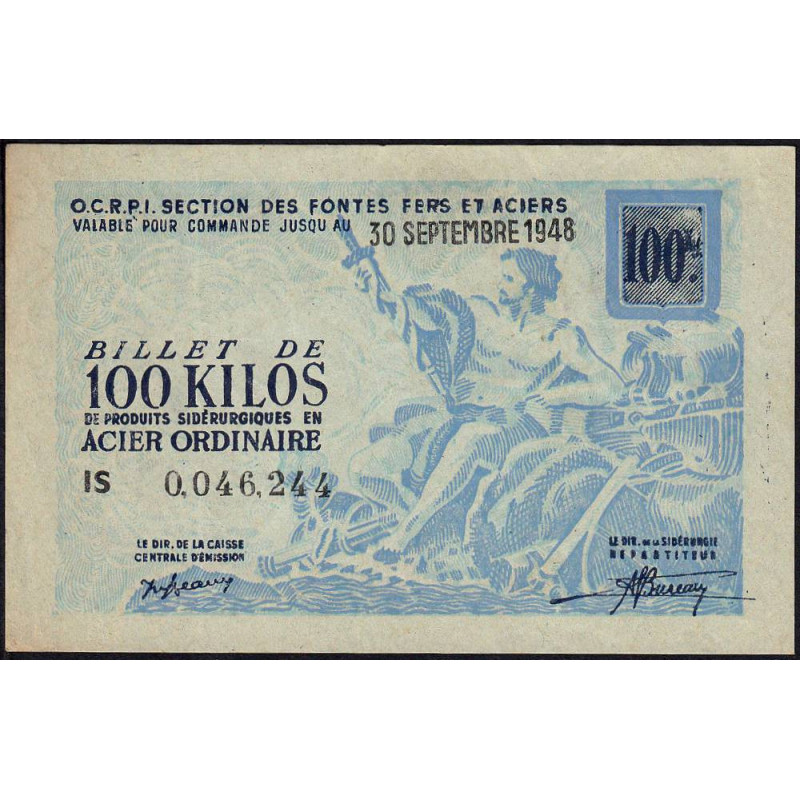 O.C.R.P.I. SECTION DES FONTES FERS ET ACIERS
VALABLE POUR COMMANDE JUSQU AU 30 SEPTEMBRE 1948
100 Kgs.
BILLET DE
100 KILOS
DE PRODUITS SIDÉRURGIQUES EN
ACIER ORDINAIRE
IS 0,046,244
LE DIR. DE LA CAISSE
CENTRALE D'ÉMISSION
LE DIR. DE LA SIDÉRURGIE
RÉPARTITEUR